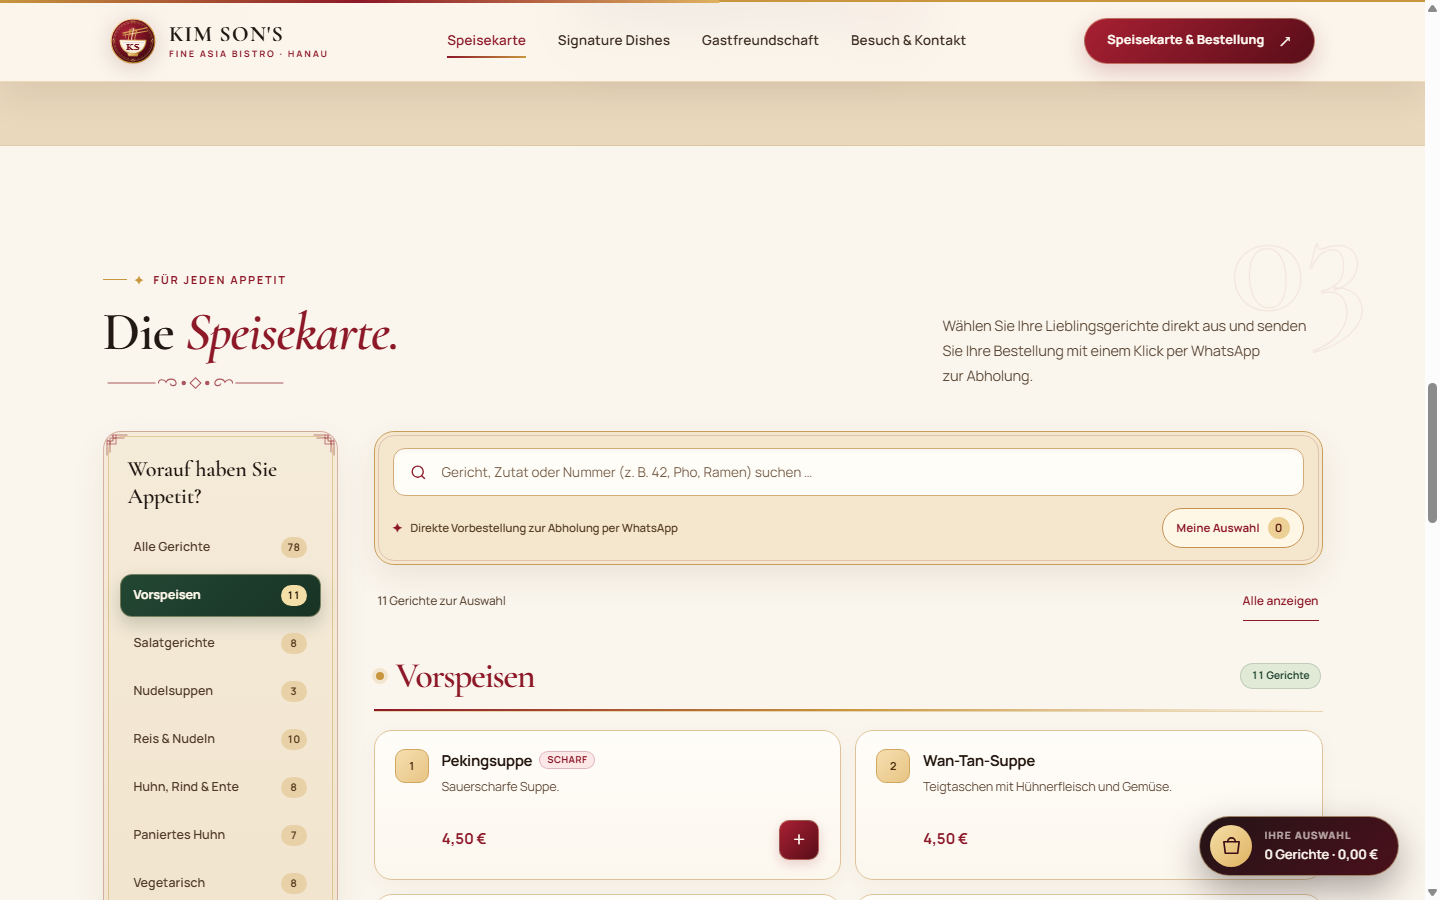 KS
KIM SON'S
FINE ASIA BISTRO · HANAU
Speisekarte
Signature Dishes
Gastfreundschaft
Besuch & Kontakt
Speisekarte & Bestellung ↗
03
FÜR JEDEN APPETIT
Die Speisekarte.
Wählen Sie Ihre Lieblingsgerichte direkt aus und senden
Sie Ihre Bestellung mit einem Klick per WhatsApp
zur Abholung.
Worauf haben Sie
Appetit?
Alle Gerichte 78
Vorspeisen 11
Salatgerichte 8
Nudelsuppen 3
Reis & Nudeln 10
Huhn, Rind & Ente 8
Paniertes Huhn 7
Vegetarisch 8
Gericht, Zutat oder Nummer (z. B. 42, Pho, Ramen) suchen ...
Direkte Vorbestellung zur Abholung per WhatsApp
Meine Auswahl 0
11 Gerichte zur Auswahl
Alle anzeigen
Vorspeisen
11 Gerichte
1
Pekingsuppe SCHARF
Sauerscharfe Suppe.
4,50 €
+
2
Wan-Tan-Suppe
Teigtaschen mit Hühnerfleisch und Gemüse.
4,50 €
IHRE AUSWAHL
0 Gerichte · 0,00 €